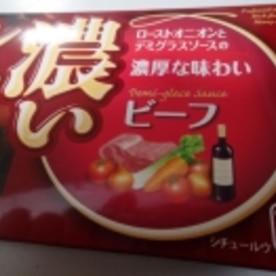 濃い
ローストオニオンと
デミグラスソースの
濃厚な味わい
Demi-glace sauce
ビーフ
シチュールウ